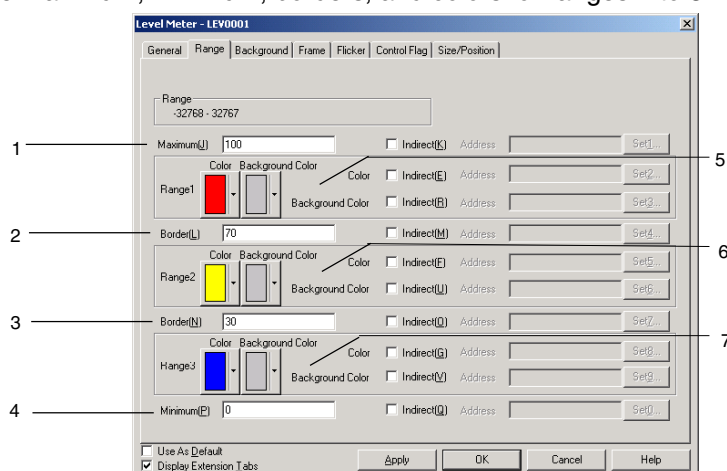 Level Meter - LEV0001
General Range Background Frame Flicker Control Flag Size/Position
Range
-32768 - 32767
1 Maximum(J) 100 Indirect(K) Address Set1...
Color Background Color 5
Range1 Color Indirect(E) Address Set2...
Background Color Indirect(R) Address Set3...
2 Border(L) 70 Indirect(M) Address Set4...
Color Background Color 6
Range2 Color Indirect(F) Address Set5...
Background Color Indirect(U) Address Set6...
3 Border(N) 30 Indirect(O) Address Set7...
Color Background Color 7
Range3 Color Indirect(G) Address Set8...
Background Color Indirect(V) Address Set9...
4 Minimum(P) 0 Indirect(Q) Address Set0...
Use As Default
Display Extension Tabs Apply OK Cancel Help